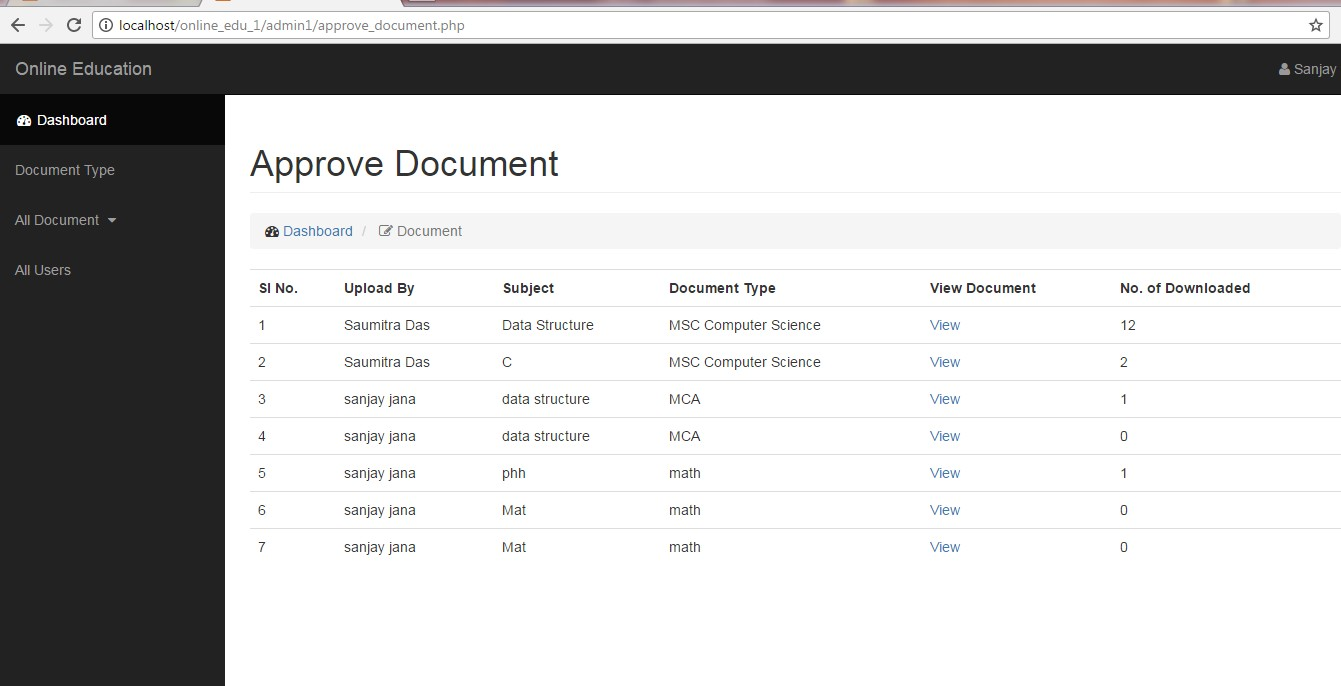 localhost/online_edu_1/admin1/approve_document.php
Online Education Sanjay
Dashboard
Document Type
All Document
All Users
Approve Document
Dashboard / Document
Sl No. Upload By Subject Document Type View Document No. of Downloaded
1 Saumitra Das Data Structure MSC Computer Science View 12
2 Saumitra Das C MSC Computer Science View 2
3 sanjay jana data structure MCA View 1
4 sanjay jana data structure MCA View 0
5 sanjay jana phh math View 1
6 sanjay jana Mat math View 0
7 sanjay jana Mat math View 0